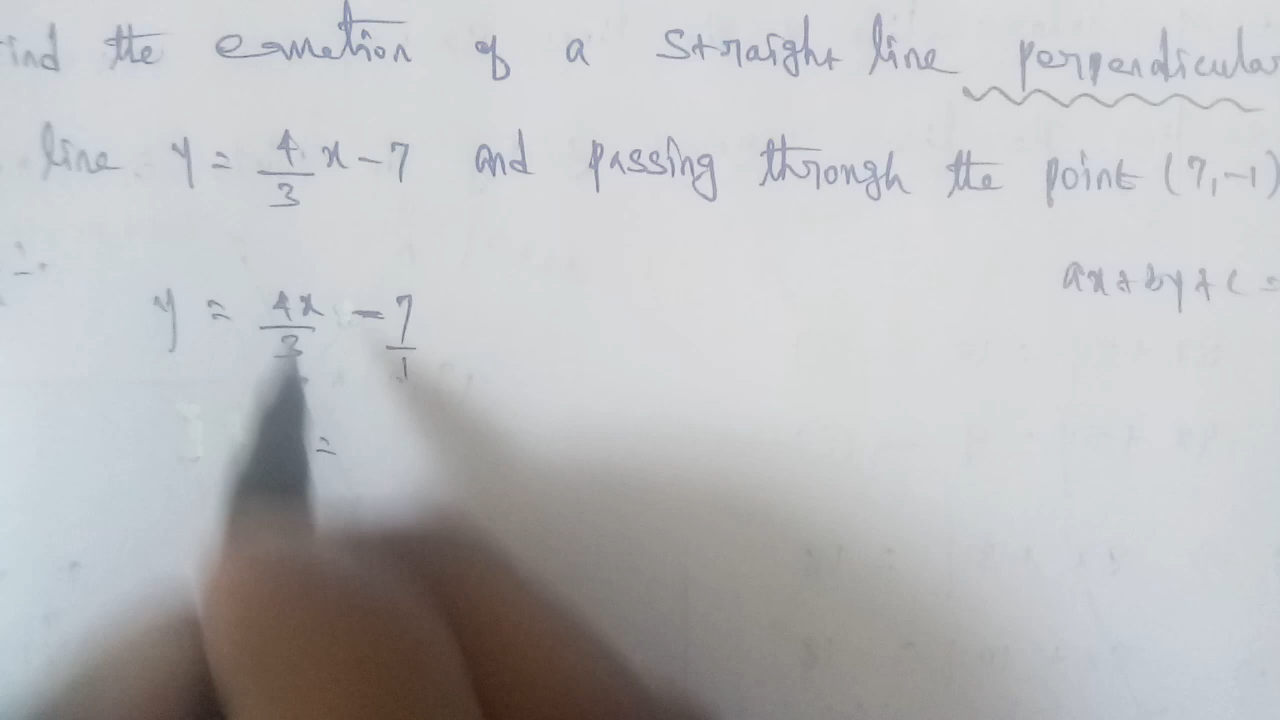 ind the equation of a straight line perpendicular
line y = 4/3 x - 7 and passing through the point (7,-1)
ax + by + c =
∴
y = 4x/3 - 7/1
=